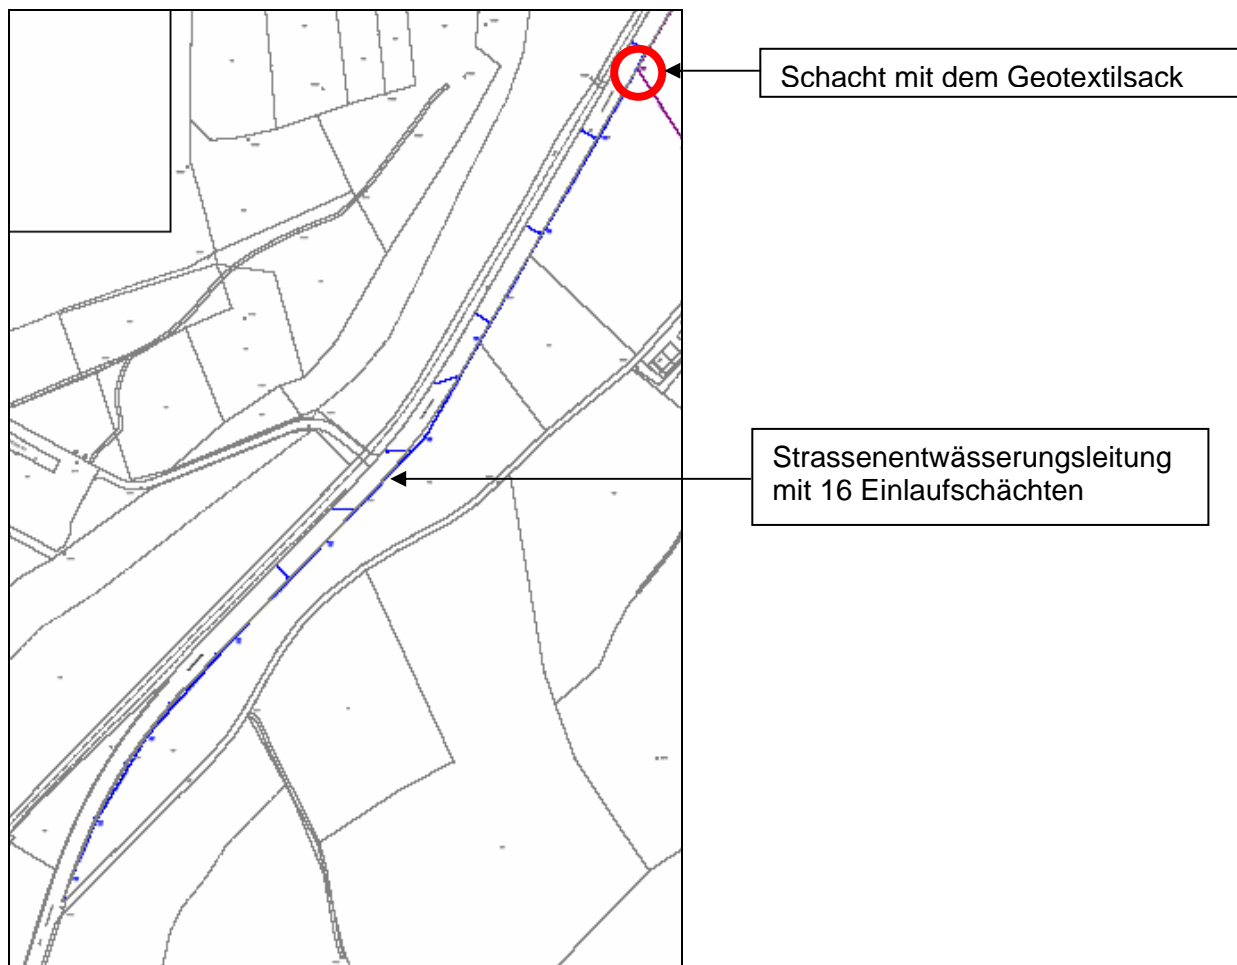 Schacht mit dem Geotextilsack
Strassenentwässerungsleitung
mit 16 Einlaufschächten